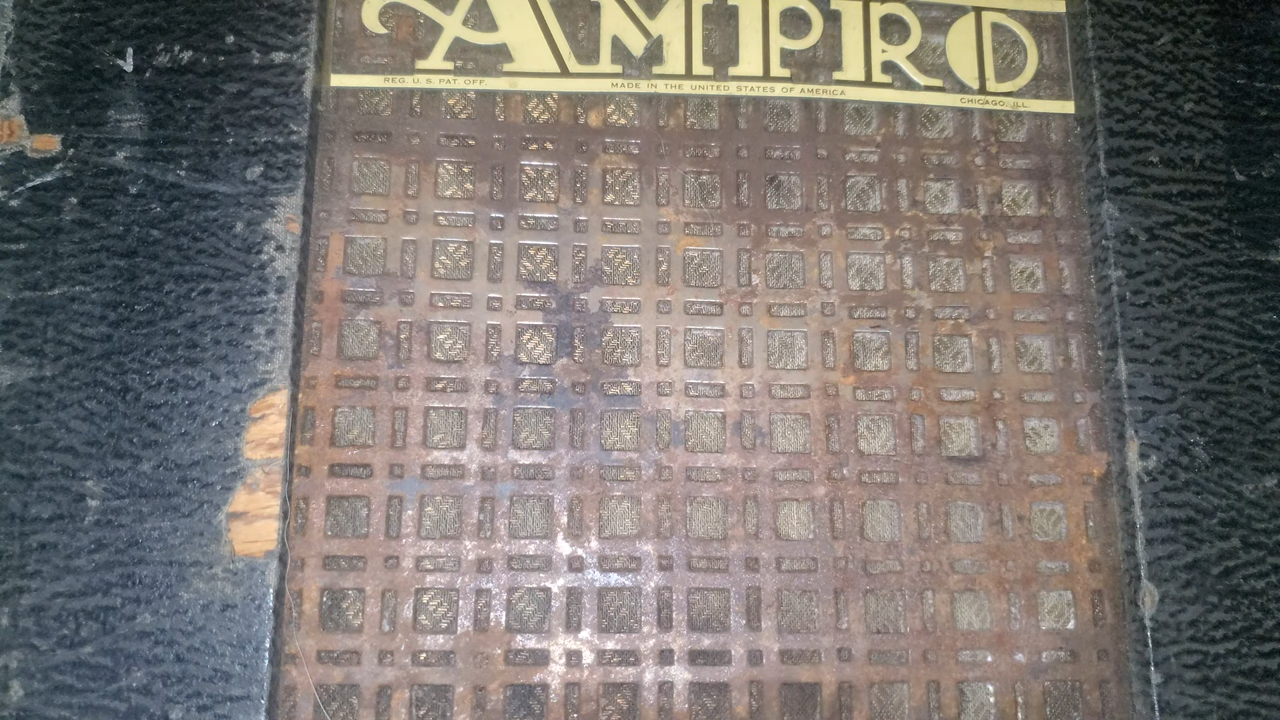 AMPRO
REG. U. S. PAT. OFF. MADE IN THE UNITED STATES OF AMERICA CHICAGO, ILL.